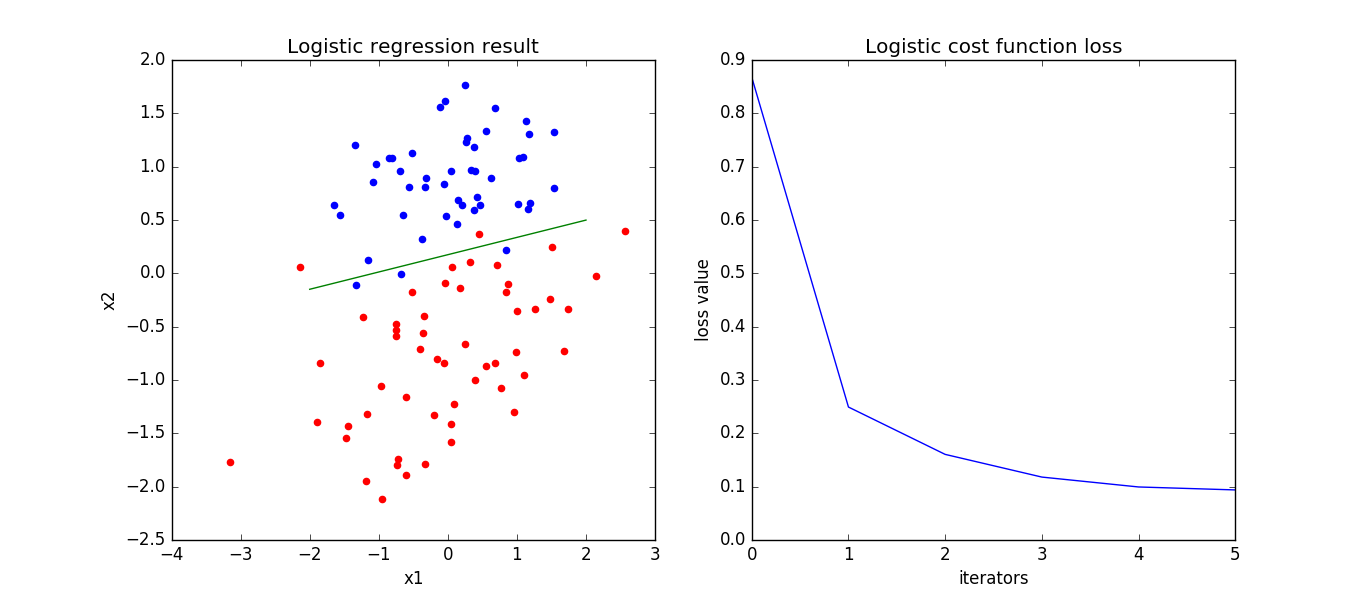 Logistic regression result
2.0
1.5
1.0
0.5
0.0
−0.5
−1.0
−1.5
−2.0
−2.5
x2
−4 −3 −2 −1 0 1 2 3
x1
Logistic cost function loss
0.9
0.8
0.7
0.6
0.5
0.4
0.3
0.2
0.1
0.0
loss value
0 1 2 3 4 5
iterators